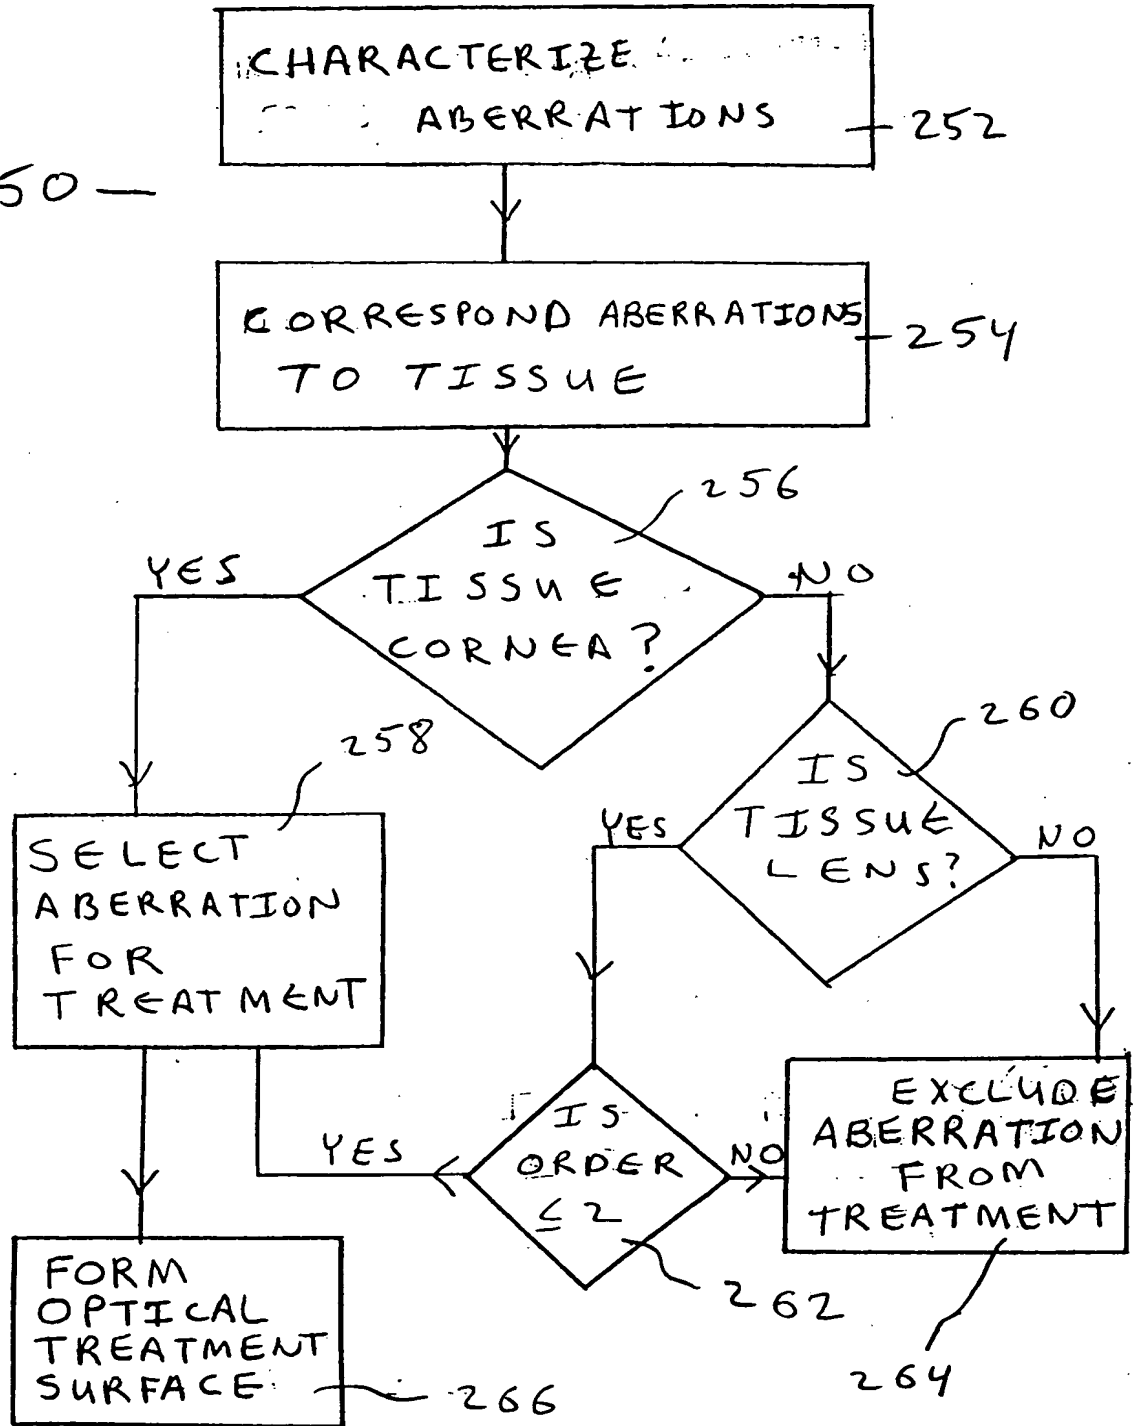 CHARACTERIZE
ABERRATIONS
252
50
CORRESPOND ABERRATIONS
TO TISSUE
254
256
IS
TISSUE
CORNEA?
YES
NO
258
260
IS
TISSUE
LENS?
YES
NO
SELECT
ABERRATION
FOR
TREATMENT
IS
ORDER
≤ 2
YES
NO
EXCLUDE
ABERRATION
FROM
TREATMENT
262
264
FORM
OPTICAL
TREATMENT
SURFACE
266